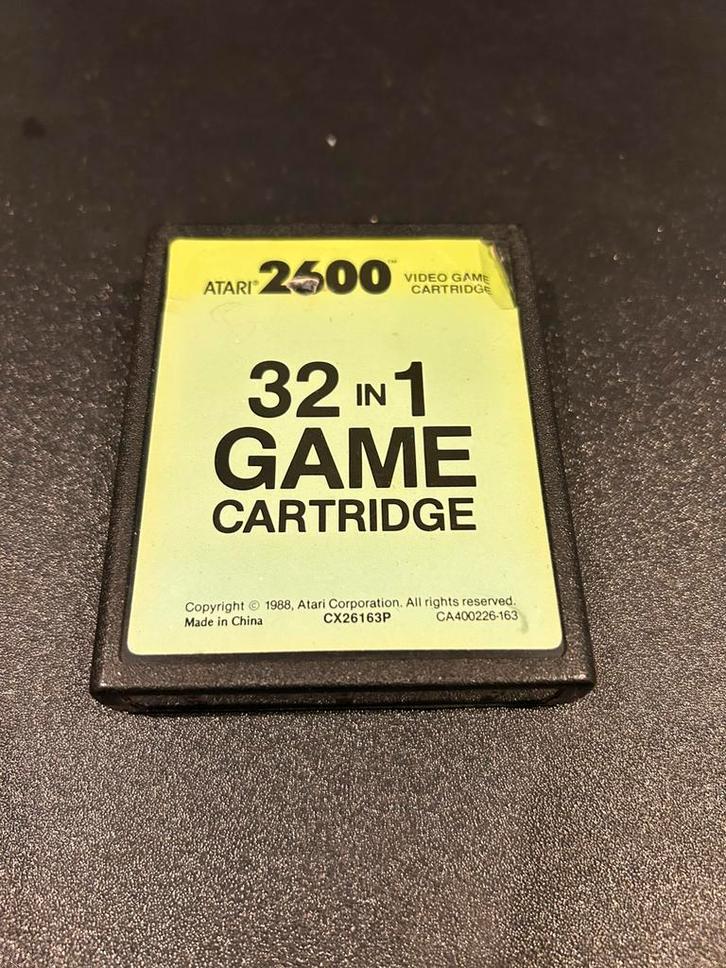 ATARI® 2600™ VIDEO GAME
CARTRIDGE
32 IN 1
GAME
CARTRIDGE
Copyright © 1988, Atari Corporation. All rights reserved.
Made in China CX26163P CA400226-163